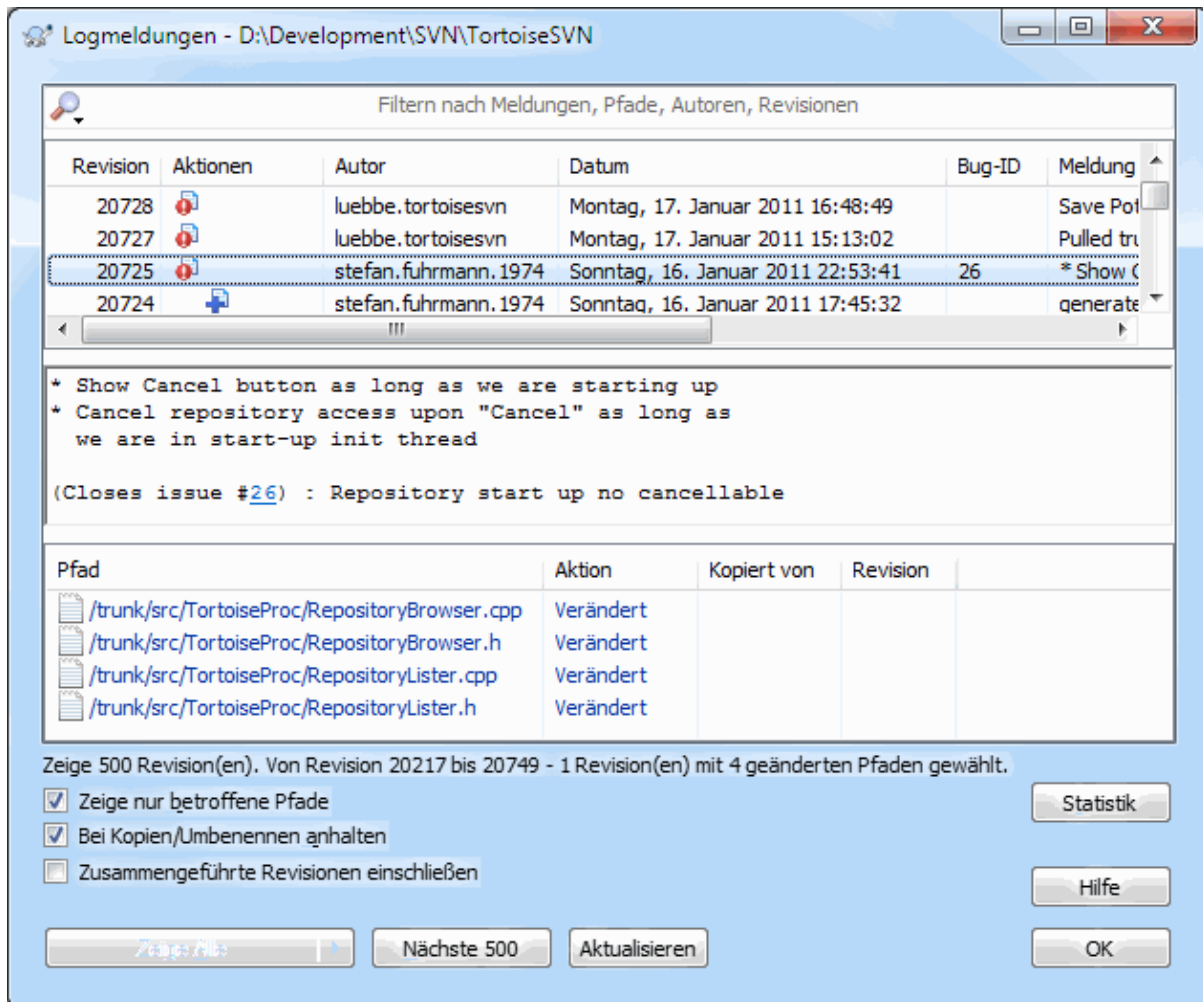 Logmeldungen - D:\Development\SVN\TortoiseSVN
Filtern nach Meldungen, Pfade, Autoren, Revisionen
Revision Aktionen Autor Datum Bug-ID Meldung
20728 luebbe.tortoisesvn Montag, 17. Januar 2011 16:48:49 Save Pot
20727 luebbe.tortoisesvn Montag, 17. Januar 2011 15:13:02 Pulled tru
20725 stefan.fuhrmann.1974 Sonntag, 16. Januar 2011 22:53:41 26 * Show C
20724 stefan.fuhrmann.1974 Sonntag, 16. Januar 2011 17:45:32 generate
* Show Cancel button as long as we are starting up
* Cancel repository access upon "Cancel" as long as
we are in start-up init thread
(Closes issue #26) : Repository start up no cancellable
Pfad Aktion Kopiert von Revision
/trunk/src/TortoiseProc/RepositoryBrowser.cpp Verändert
/trunk/src/TortoiseProc/RepositoryBrowser.h Verändert
/trunk/src/TortoiseProc/RepositoryLister.cpp Verändert
/trunk/src/TortoiseProc/RepositoryLister.h Verändert
Zeige 500 Revision(en). Von Revision 20217 bis 20749 - 1 Revision(en) mit 4 geänderten Pfaden gewählt.
Zeige nur betroffene Pfade
Statistik
Bei Kopien/Umbenennen anhalten
Zusammengeführte Revisionen einschließen
Hilfe
Nächste 500 Aktualisieren OK